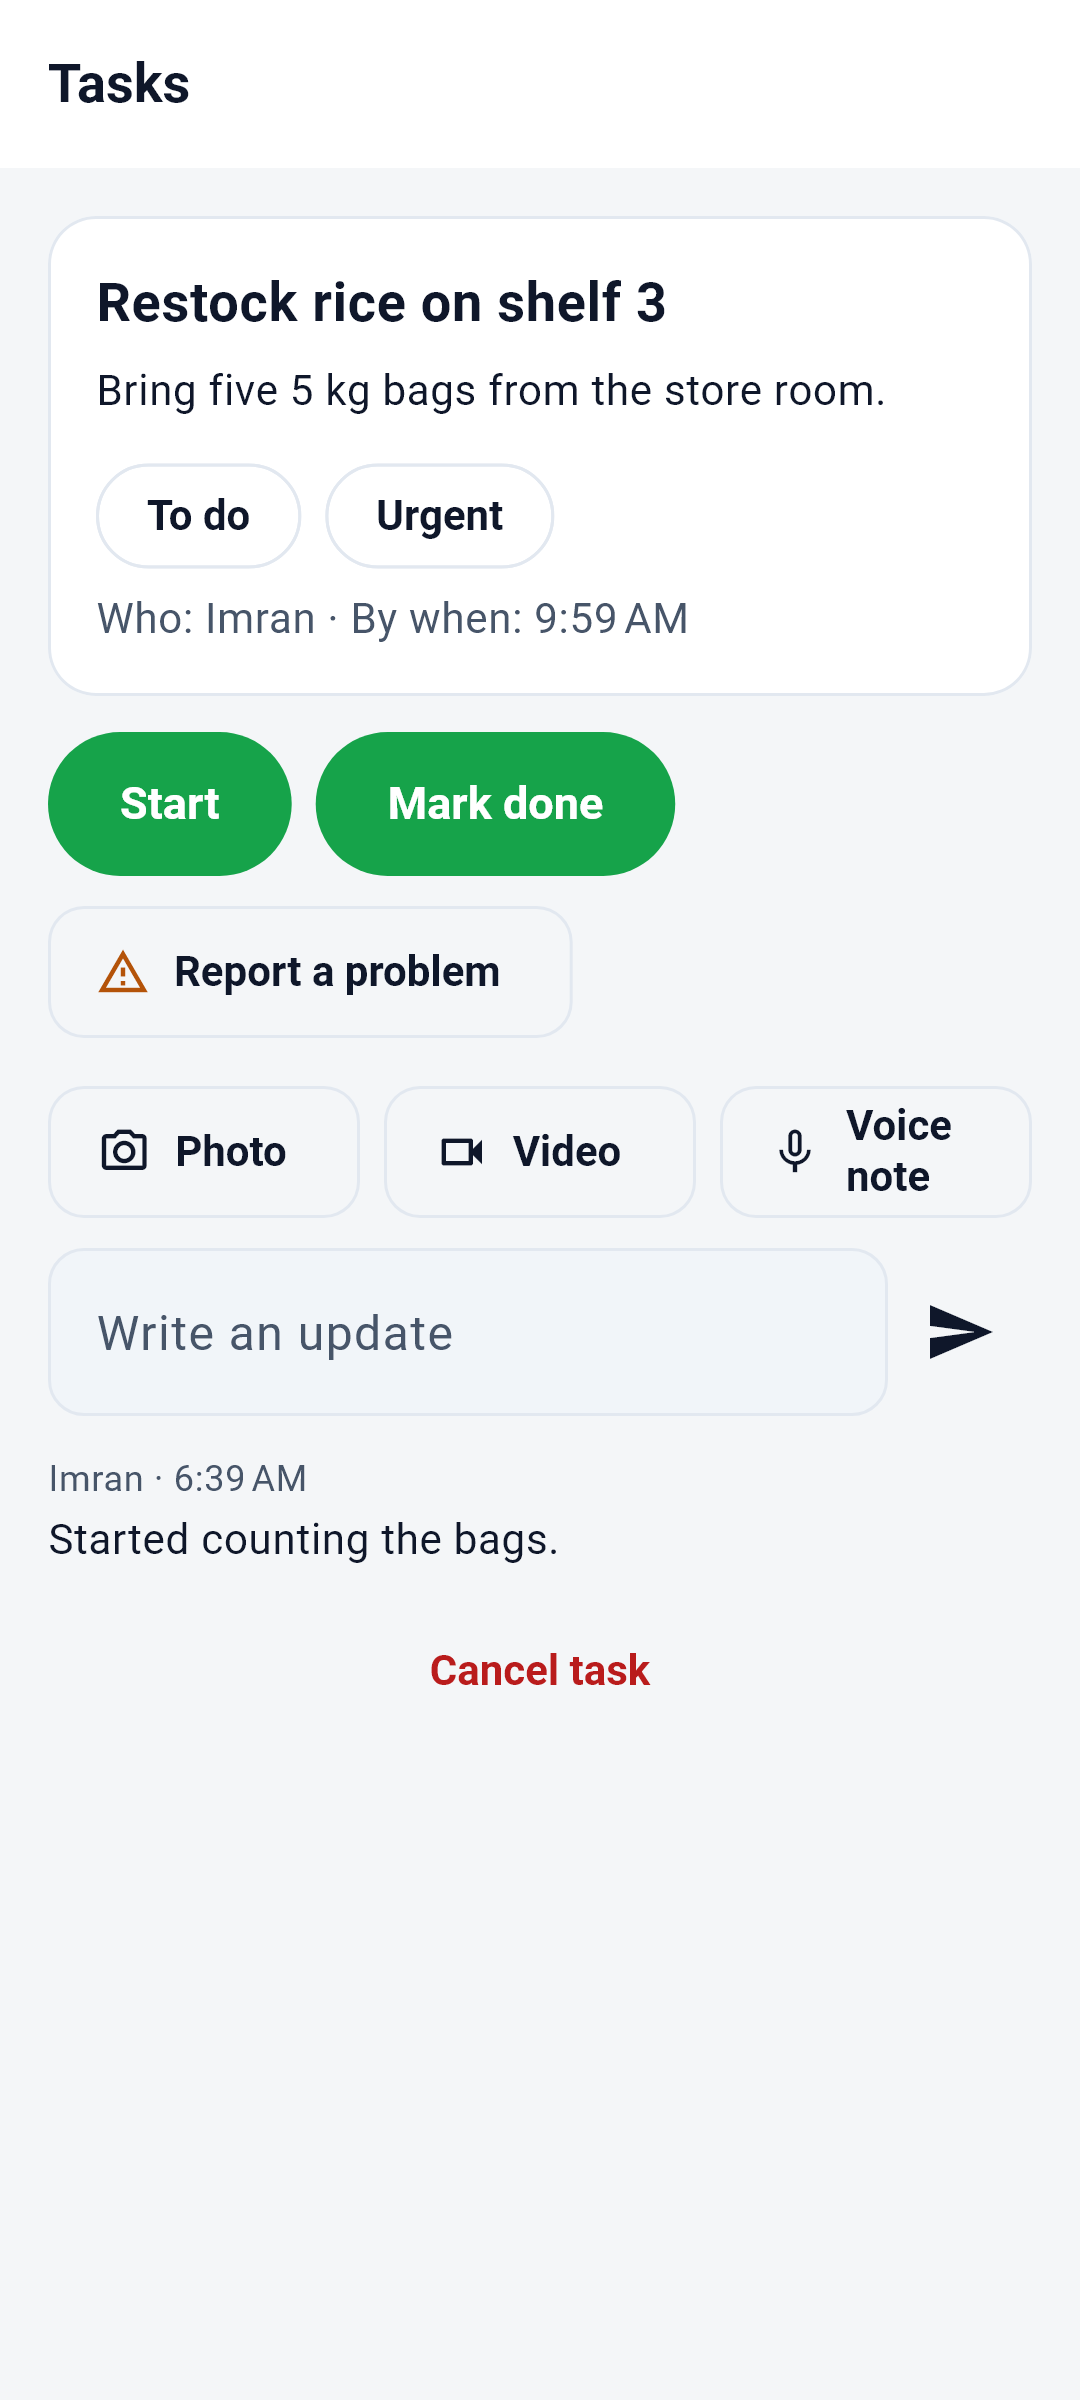 Tasks
Restock rice on shelf 3
Bring five 5 kg bags from the store room.
To do
Urgent
Who: Imran · By when: 9:59 AM
Start
Mark done
Report a problem
Photo
Video
Voice
note
Write an update
Imran · 6:39 AM
Started counting the bags.
Cancel task